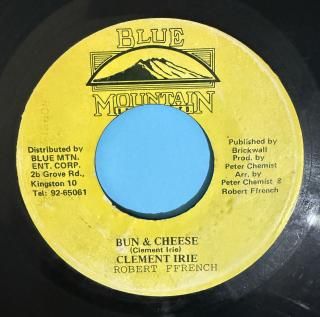 BLUE
MOUNTAIN
Distributed by
BLUE MTN.
ENT. CORP.
2b Grove Rd.,
Kingston 10
Tel: 92-65061
Published by
Brickwall
Prod. by
Peter Chemist
Arr. by
Peter Chemist &
Robert Ffrench
BUN & CHEESE
(Clement Irie)
CLEMENT IRIE
ROBERT FFRENCH